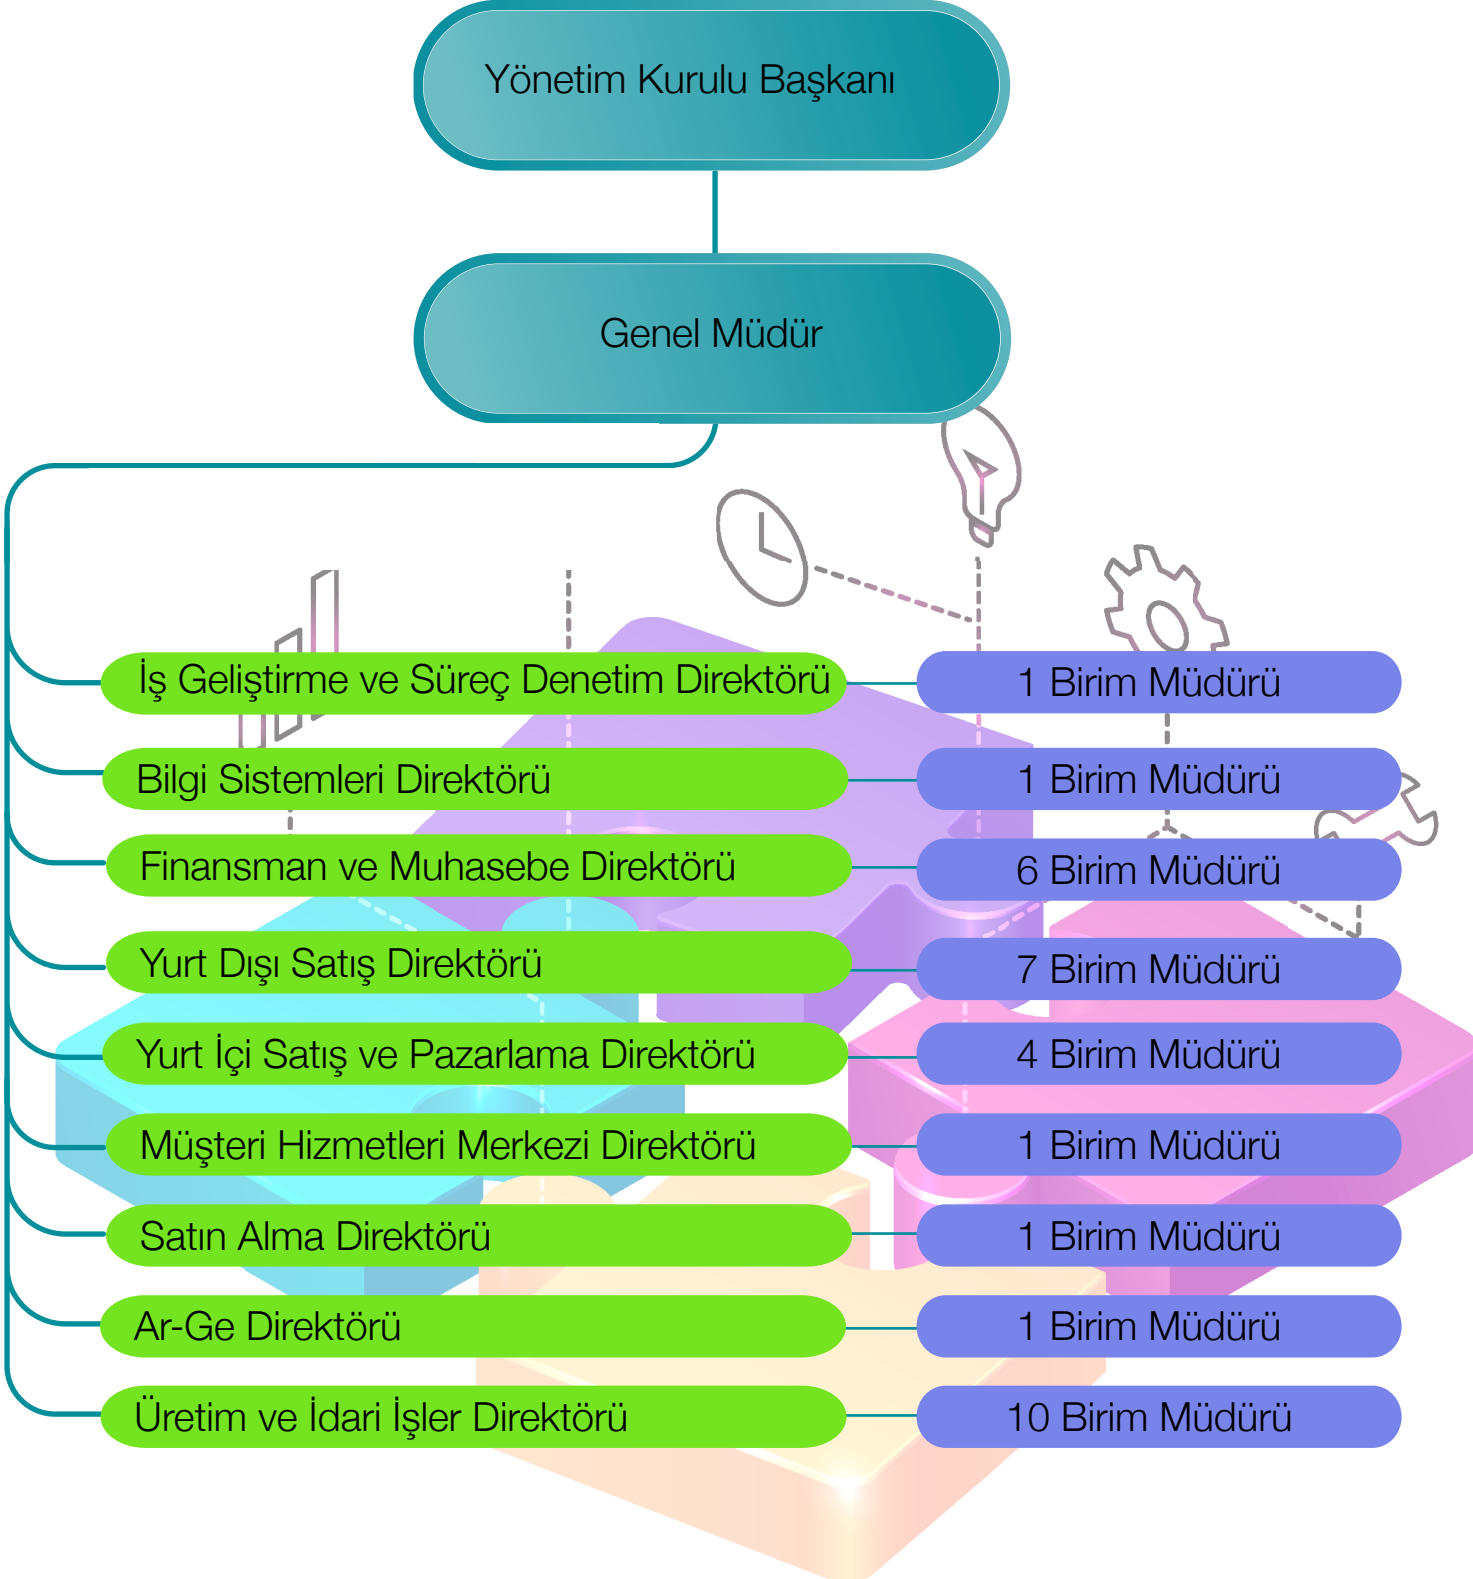 Yönetim Kurulu Başkanı
Genel Müdür
İş Geliştirme ve Süreç Denetim Direktörü 1 Birim Müdürü
Bilgi Sistemleri Direktörü 1 Birim Müdürü
Finansman ve Muhasebe Direktörü 6 Birim Müdürü
Yurt Dışı Satış Direktörü 7 Birim Müdürü
Yurt İçi Satış ve Pazarlama Direktörü 4 Birim Müdürü
Müşteri Hizmetleri Merkezi Direktörü 1 Birim Müdürü
Satın Alma Direktörü 1 Birim Müdürü
Ar-Ge Direktörü 1 Birim Müdürü
Üretim ve İdari İşler Direktörü 10 Birim Müdürü